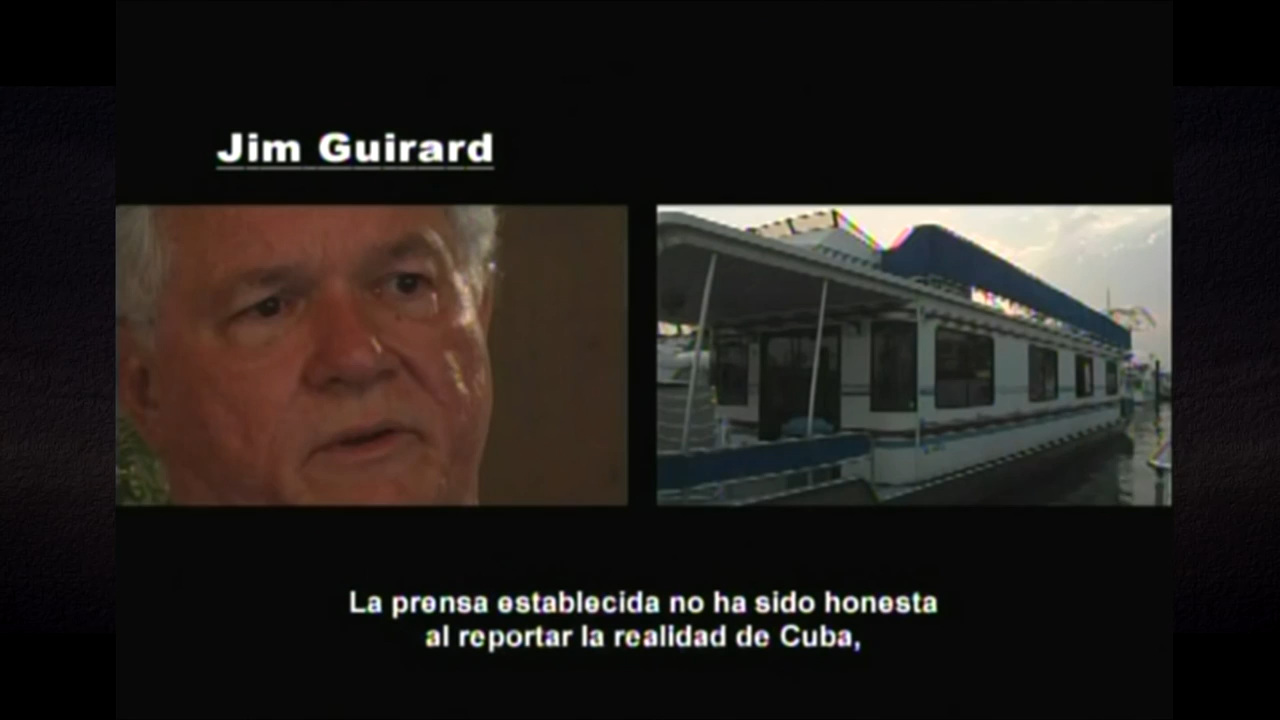 Jim Guirard
La prensa establecida no ha sido honesta
al reportar la realidad de Cuba,